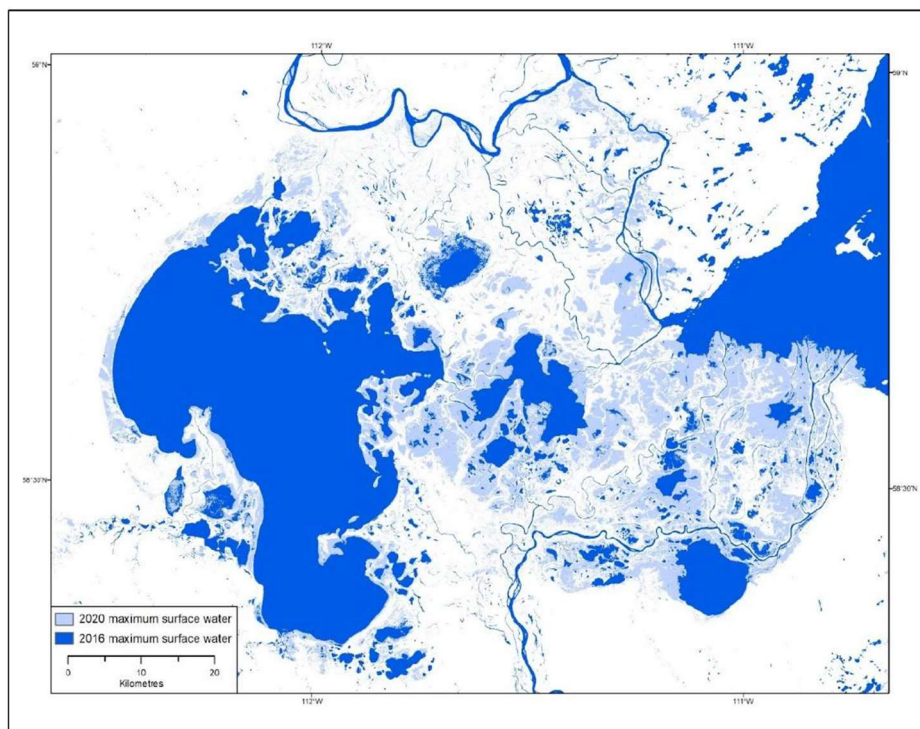 112°W
111°W
59°N
59°N
58°30'N
58°30'N
2020 maximum surface water
2016 maximum surface water
0
10
20
Kilometres
112°W
111°W